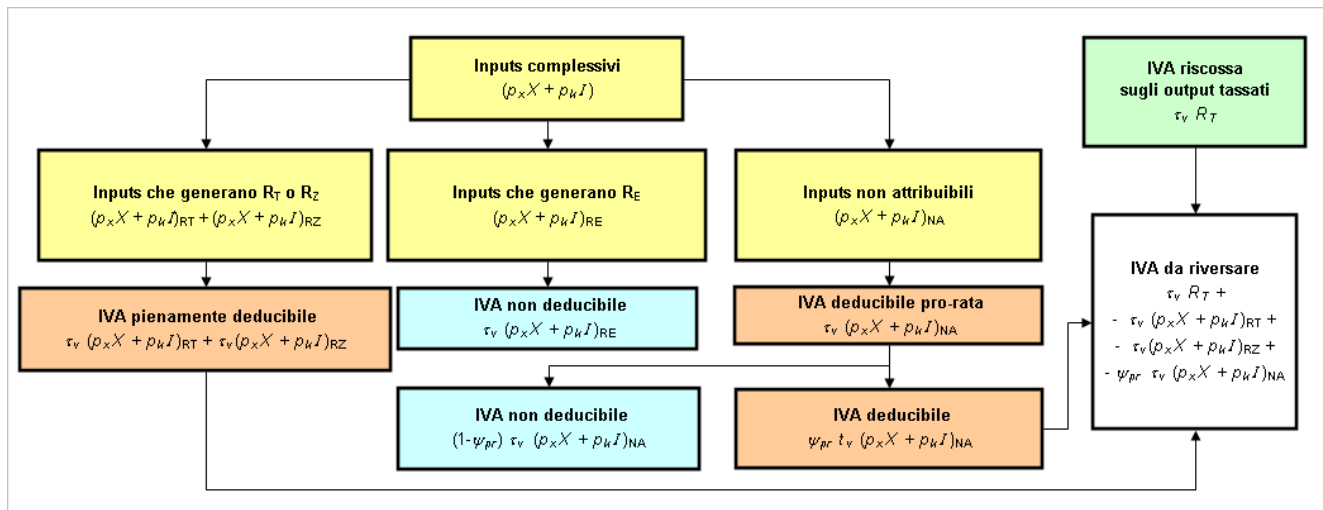 Inputs complessivi
(pₓX + pₖI)
IVA riscossa
sugli output tassati
τᵥ R_T
Inputs che generano R_T o R_Z
(pₓX + pₖI)_RT + (pₓX + pₖI)_RZ
Inputs che generano R_E
(pₓX + pₖI)_RE
Inputs non attribuibili
(pₓX + pₖI)_NA
IVA pienamente deducibile
τᵥ (pₓX + pₖI)_RT + τᵥ(pₓX + pₖI)_RZ
IVA non deducibile
τᵥ (pₓX + pₖI)_RE
IVA deducibile pro-rata
τᵥ (pₓX + pₖI)_NA
IVA da riversare
τᵥ R_T +
- τᵥ (pₓX + pₖI)_RT +
- τᵥ(pₓX + pₖI)_RZ +
- ψ_pr τᵥ (pₓX + pₖI)_NA
IVA non deducibile
(1-ψ_pr) τᵥ (pₓX + pₖI)_NA
IVA deducibile
ψ_pr tᵥ (pₓX + pₖI)_NA